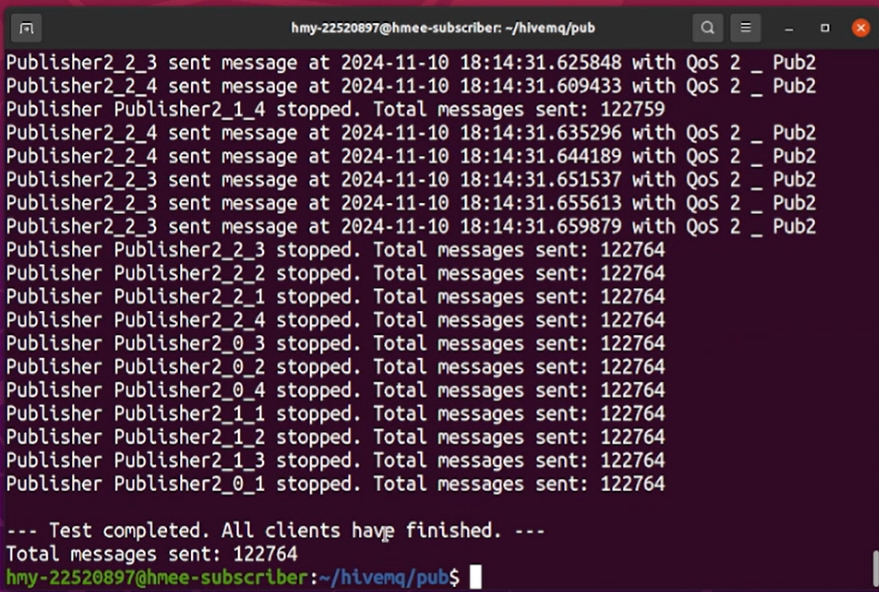 hmy-22520897@hmee-subscriber: ~/hivemq/pub
Publisher2_2_3 sent message at 2024-11-10 18:14:31.625848 with QoS 2 _ Pub2
Publisher2_2_4 sent message at 2024-11-10 18:14:31.609433 with QoS 2 _ Pub2
Publisher Publisher2_1_4 stopped. Total messages sent: 122759
Publisher2_2_4 sent message at 2024-11-10 18:14:31.635296 with QoS 2 _ Pub2
Publisher2_2_4 sent message at 2024-11-10 18:14:31.644189 with QoS 2 _ Pub2
Publisher2_2_3 sent message at 2024-11-10 18:14:31.651537 with QoS 2 _ Pub2
Publisher2_2_3 sent message at 2024-11-10 18:14:31.655613 with QoS 2 _ Pub2
Publisher2_2_3 sent message at 2024-11-10 18:14:31.659879 with QoS 2 _ Pub2
Publisher Publisher2_2_3 stopped. Total messages sent: 122764
Publisher Publisher2_2_2 stopped. Total messages sent: 122764
Publisher Publisher2_2_1 stopped. Total messages sent: 122764
Publisher Publisher2_2_4 stopped. Total messages sent: 122764
Publisher Publisher2_0_3 stopped. Total messages sent: 122764
Publisher Publisher2_0_2 stopped. Total messages sent: 122764
Publisher Publisher2_0_4 stopped. Total messages sent: 122764
Publisher Publisher2_1_1 stopped. Total messages sent: 122764
Publisher Publisher2_1_2 stopped. Total messages sent: 122764
Publisher Publisher2_1_3 stopped. Total messages sent: 122764
Publisher Publisher2_0_1 stopped. Total messages sent: 122764
--- Test completed. All clients have finished. ---
Total messages sent: 122764
hmy-22520897@hmee-subscriber:~/hivemq/pub$